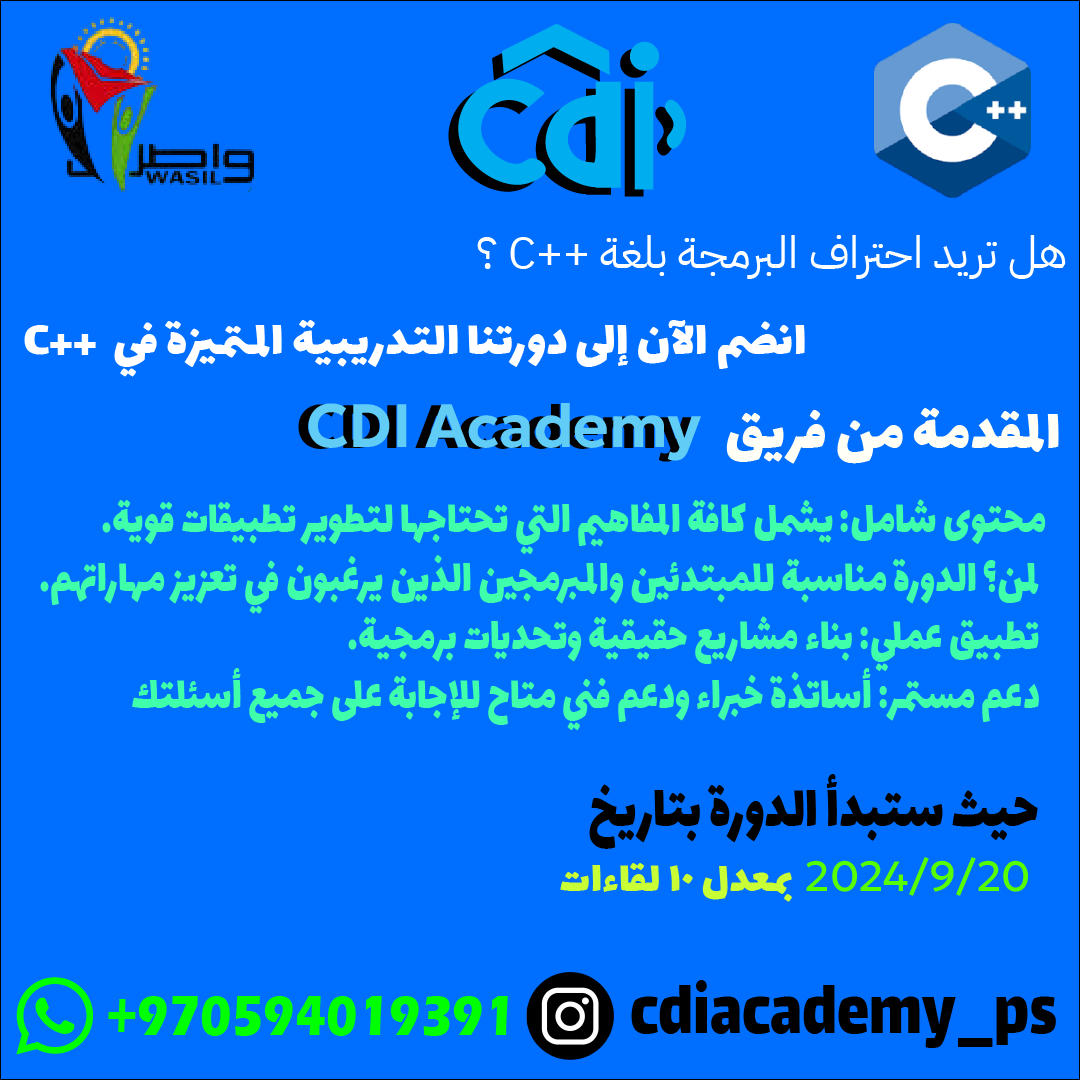 واصل
WASIL
cdi
C++
هل تريد احتراف البرمجة بلغة C++ ؟
انضم الآن إلى دورتنا التدريبية المتميزة في C++
المقدمة من فريق CDI Academy
محتوى شامل: يشمل كافة المفاهيم التي تحتاجها لتطوير تطبيقات قوية.
لمن؟ الدورة مناسبة للمبتدئين والمبرمجين الذين يرغبون في تعزيز مهاراتهم.
تطبيق عملي: بناء مشاريع حقيقية وتحديات برمجية.
دعم مستمر: أساتذة خبراء ودعم فني متاح للإجابة على جميع أسئلتك
حيث ستبدأ الدورة بتاريخ
2024/9/20 بمعدل ١٠ لقاءات
+970594019391 cdiacademy_ps